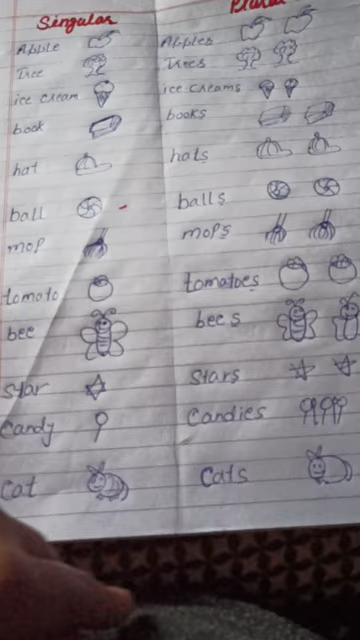 Singular Plural
Apple Apples
Tree Trees
ice cream ice creams
book books
hat hats
ball balls
mop mops
tomato tomatoes
bee bees
Star Stars
Candy Candies
Cat Cats